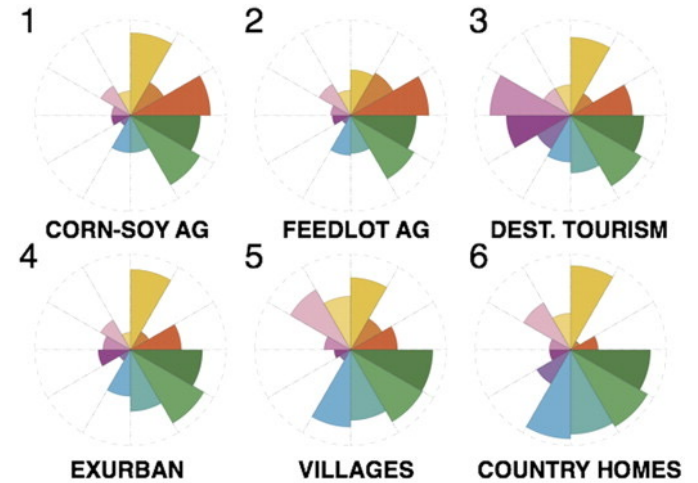 1
2
3
CORN-SOY AG
FEEDLOT AG
DEST. TOURISM
4
5
6
EXURBAN
VILLAGES
COUNTRY HOMES